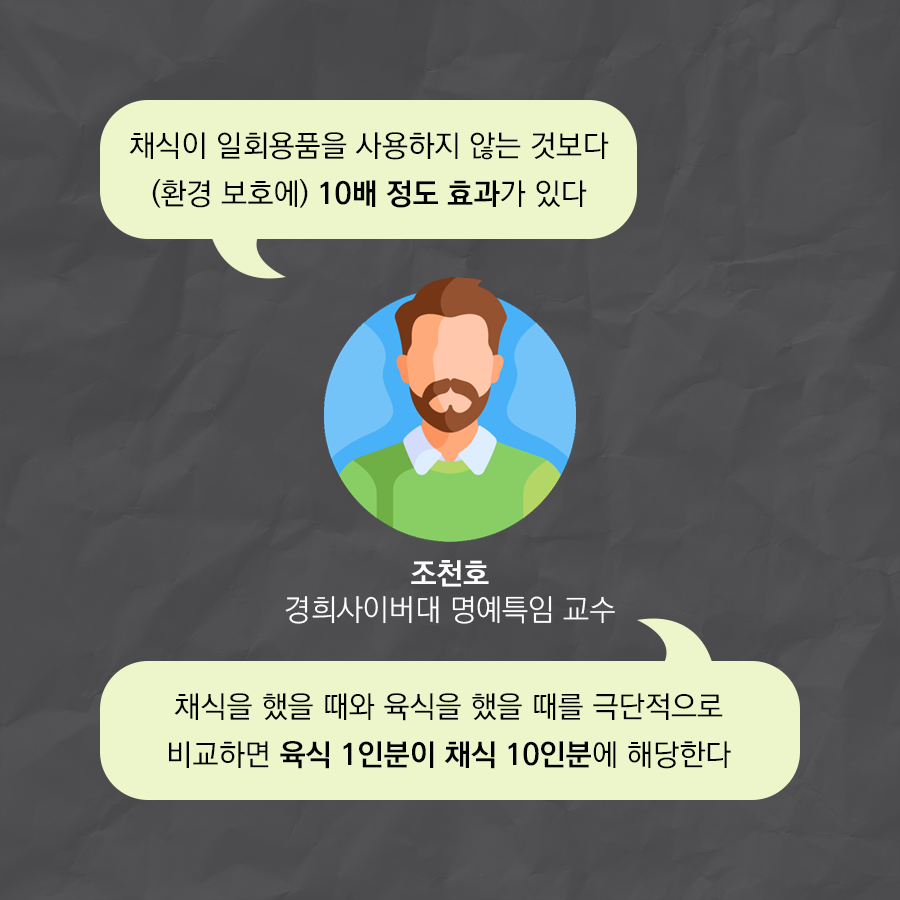 채식이 일회용품을 사용하지 않는 것보다
(환경 보호에) 10배 정도 효과가 있다
조천호
경희사이버대 명예특임 교수
채식을 했을 때와 육식을 했을 때를 극단적으로
비교하면 육식 1인분이 채식 10인분에 해당한다